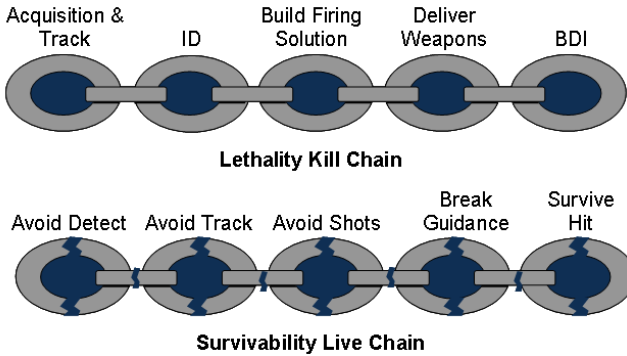 Acquisition &
Track
ID
Build Firing
Solution
Deliver
Weapons
BDI
Lethality Kill Chain
Avoid Detect
Avoid Track
Avoid Shots
Break
Guidance
Survive
Hit
Survivability Live Chain